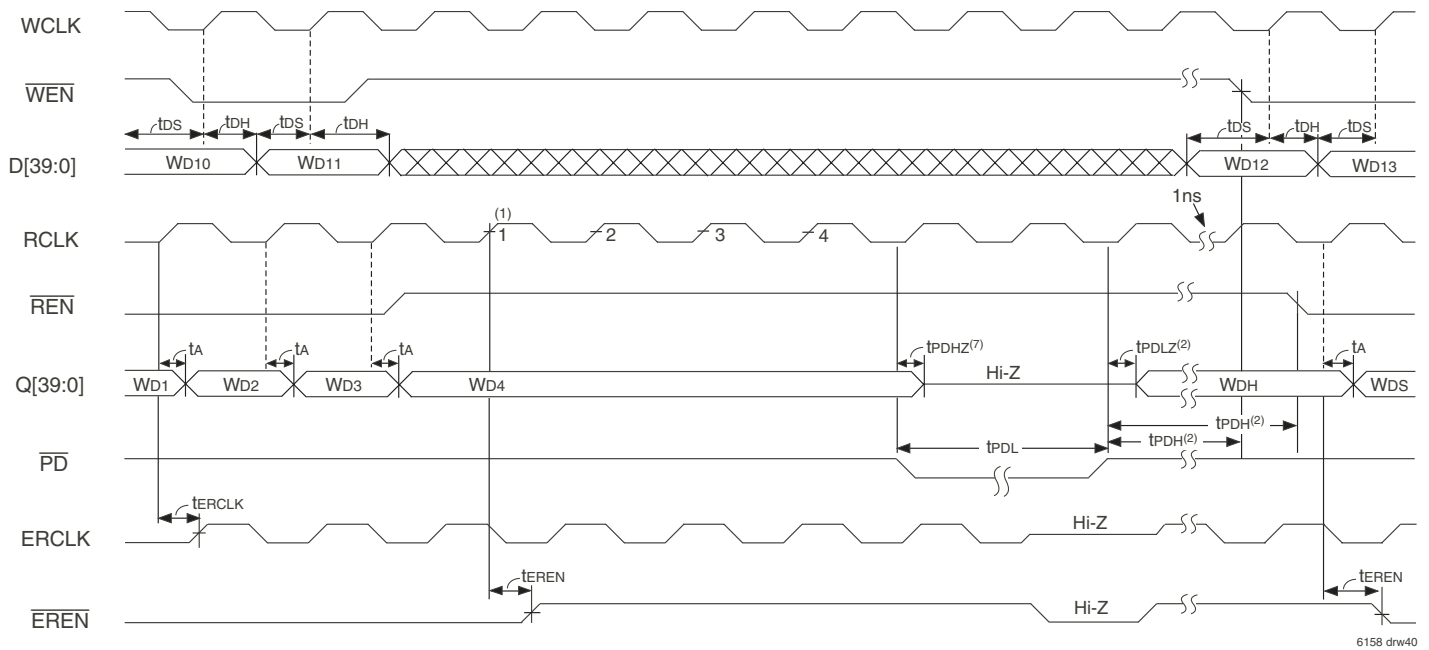 WCLK
WEN
tDS tDH tDS tDH tDS tDH tDS
D[39:0] WD10 WD11 WD12 WD13
1ns
(1)
RCLK 1 2 3 4
REN
tA tA tA tPDHZ(7) tPDLZ(2) tA
Q[39:0] WD1 WD2 WD3 WD4 Hi-Z WDH WDS
tPDH(2)
tPDL tPDH(2)
PD
tERCLK
ERCLK Hi-Z
tEREN tEREN
EREN Hi-Z
6158 drw40